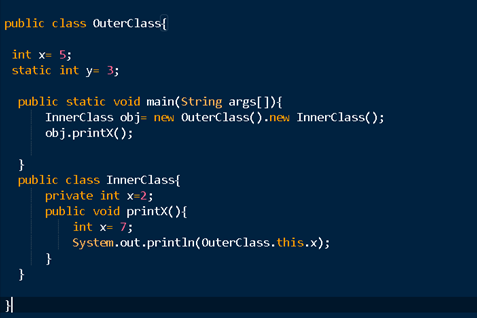 public class OuterClass{
int x= 5;
static int y= 3;
public static void main(String args[]){
InnerClass obj= new OuterClass().new InnerClass();
obj.printX();
}
public class InnerClass{
private int x=2;
public void printX(){
int x= 7;
System.out.println(OuterClass.this.x);
}
}
}